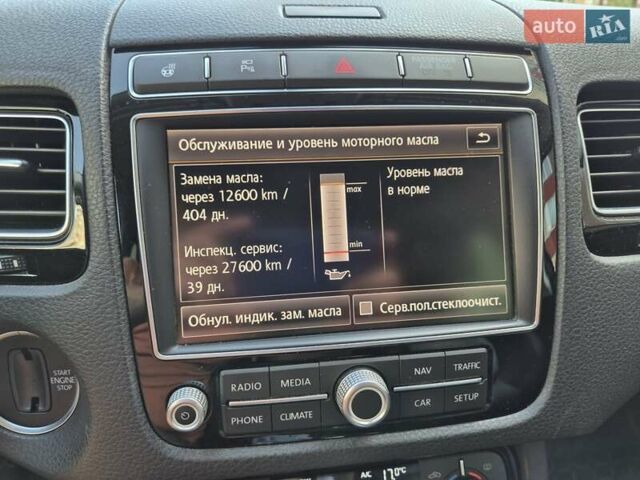 auto RIA
Обслуживание и уровень моторного масла
Замена масла:
через 12600 km /
404 дн.
Инспекц. сервис:
через 27600 km /
39 дн.
max
min
Уровень масла
в норме
Обнул. индик. зам. масла
Серв.пол.стеклоочист.
RADIO
MEDIA
NAV
TRAFFIC
PHONE
CLIMATE
CAR
SETUP
START
ENGINE
STOP
A/C
17.0°C